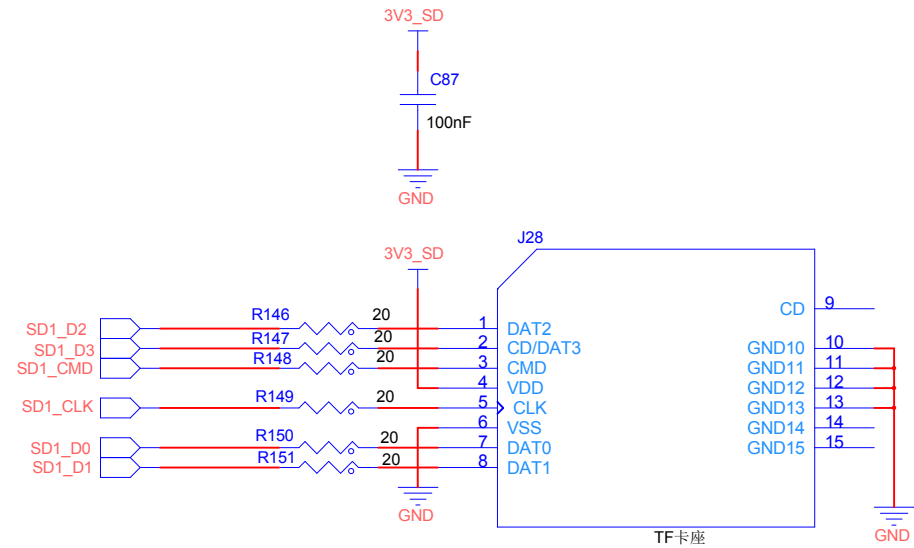 3V3_SD
C87
100nF
GND
J28
3V3_SD
CD 9
R146 20
SD1_D2 1 DAT2
R147 20
SD1_D3 2 CD/DAT3 GND10 10
R148 20
SD1_CMD 3 CMD GND11 11
4 VDD GND12 12
R149 20
SD1_CLK 5 CLK GND13 13
6 VSS GND14 14
R150 20
SD1_D0 7 DAT0 GND15 15
R151 20
SD1_D1 8 DAT1
GND
GND
TF卡座